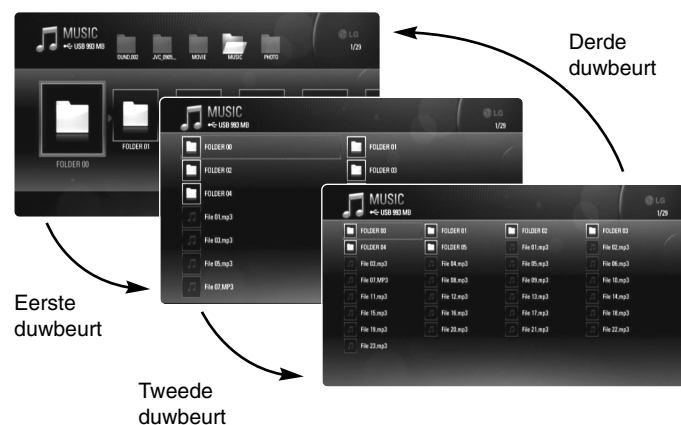 MUSIC
USB 993 MB
JVC_0905...
MOVIE
MUSIC
PHOTO
LG
1/29
FOLDER 00
FOLDER 01
Derde
duwbeurt
MUSIC
USB 993 MB
LG
1/29
FOLDER 00 FOLDER 01
FOLDER 02 FOLDER 03
FOLDER 04
File 01.mp3
File 03.mp3
File 05.mp3
File 07.MP3
MUSIC
USB 993 MB
LG
1/29
FOLDER 00 FOLDER 01 FOLDER 02 FOLDER 03
FOLDER 04 FOLDER 05 File 01.mp3 File 02.mp3
File 03.mp3 File 04.mp3 File 05.mp3 File 06.mp3
File 07.MP3 File 08.mp3 File 09.mp3 File 10.mp3
File 11.mp3 File 12.mp3 File 13.mp3 File 14.mp3
File 15.mp3 File 16.mp3 File 17.mp3 File 18.mp3
File 19.mp3 File 20.mp3 File 21.mp3 File 22.mp3
File 23.mp3
Eerste
duwbeurt
Tweede
duwbeurt